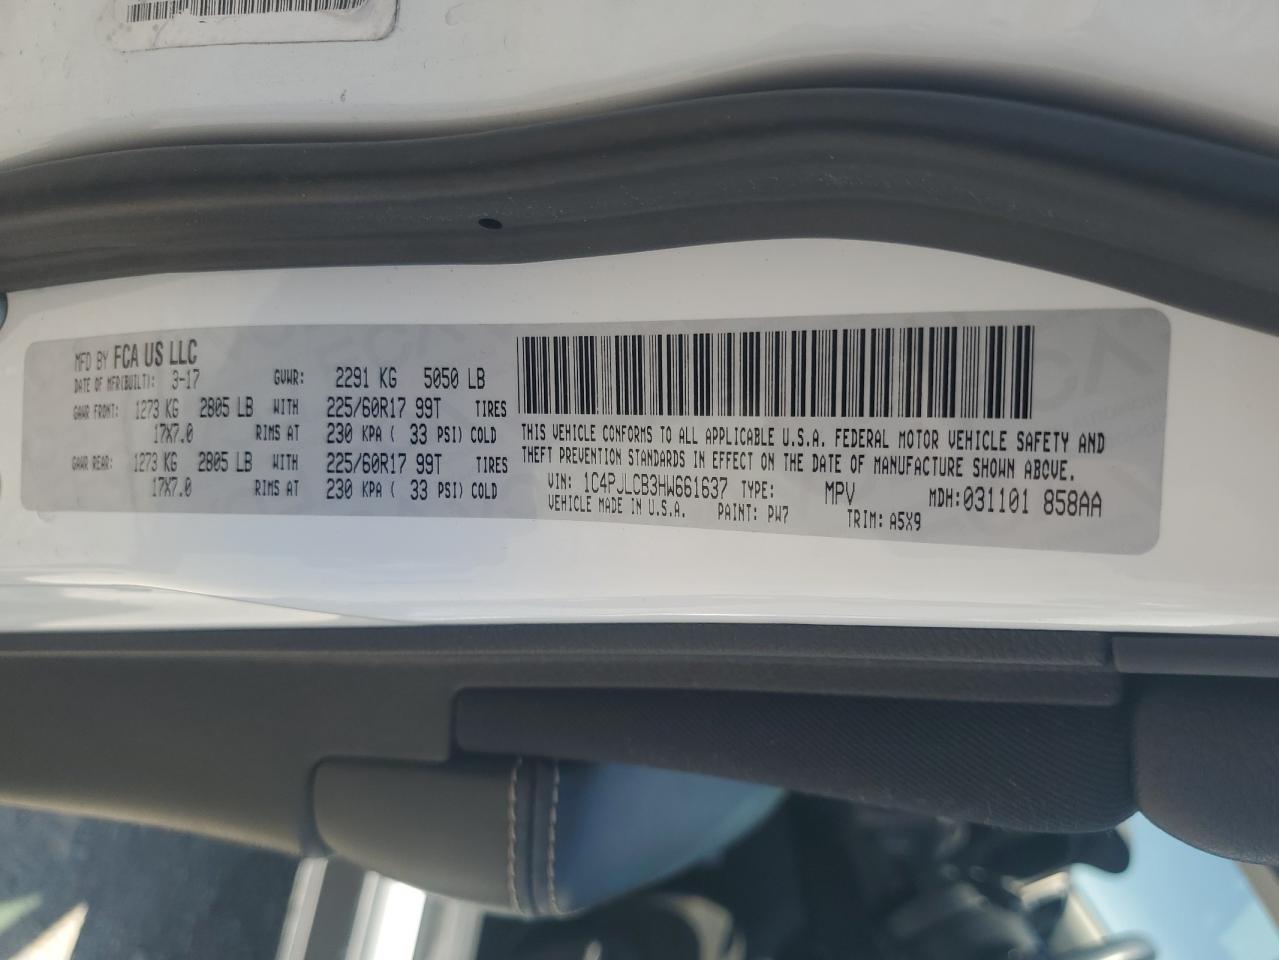 MFD BY FCA US LLC
DATE OF MFR(BUILT): 3-17 GVWR: 2291 KG 5050 LB
GAWR FRONT: 1273 KG 2805 LB WITH 225/60R17 99T TIRES
17X7.0 RIMS AT 230 KPA ( 33 PSI) COLD
GAWR REAR: 1273 KG 2805 LB WITH 225/60R17 99T TIRES
17X7.0 RIMS AT 230 KPA ( 33 PSI) COLD
THIS VEHICLE CONFORMS TO ALL APPLICABLE U.S.A. FEDERAL MOTOR VEHICLE SAFETY AND
THEFT PREVENTION STANDARDS IN EFFECT ON THE DATE OF MANUFACTURE SHOWN ABOVE.
VIN: 1C4PJLCB3HW661637 TYPE: MPV MDH:031101 858AA
VEHICLE MADE IN U.S.A. PAINT: PW7 TRIM: A5X9